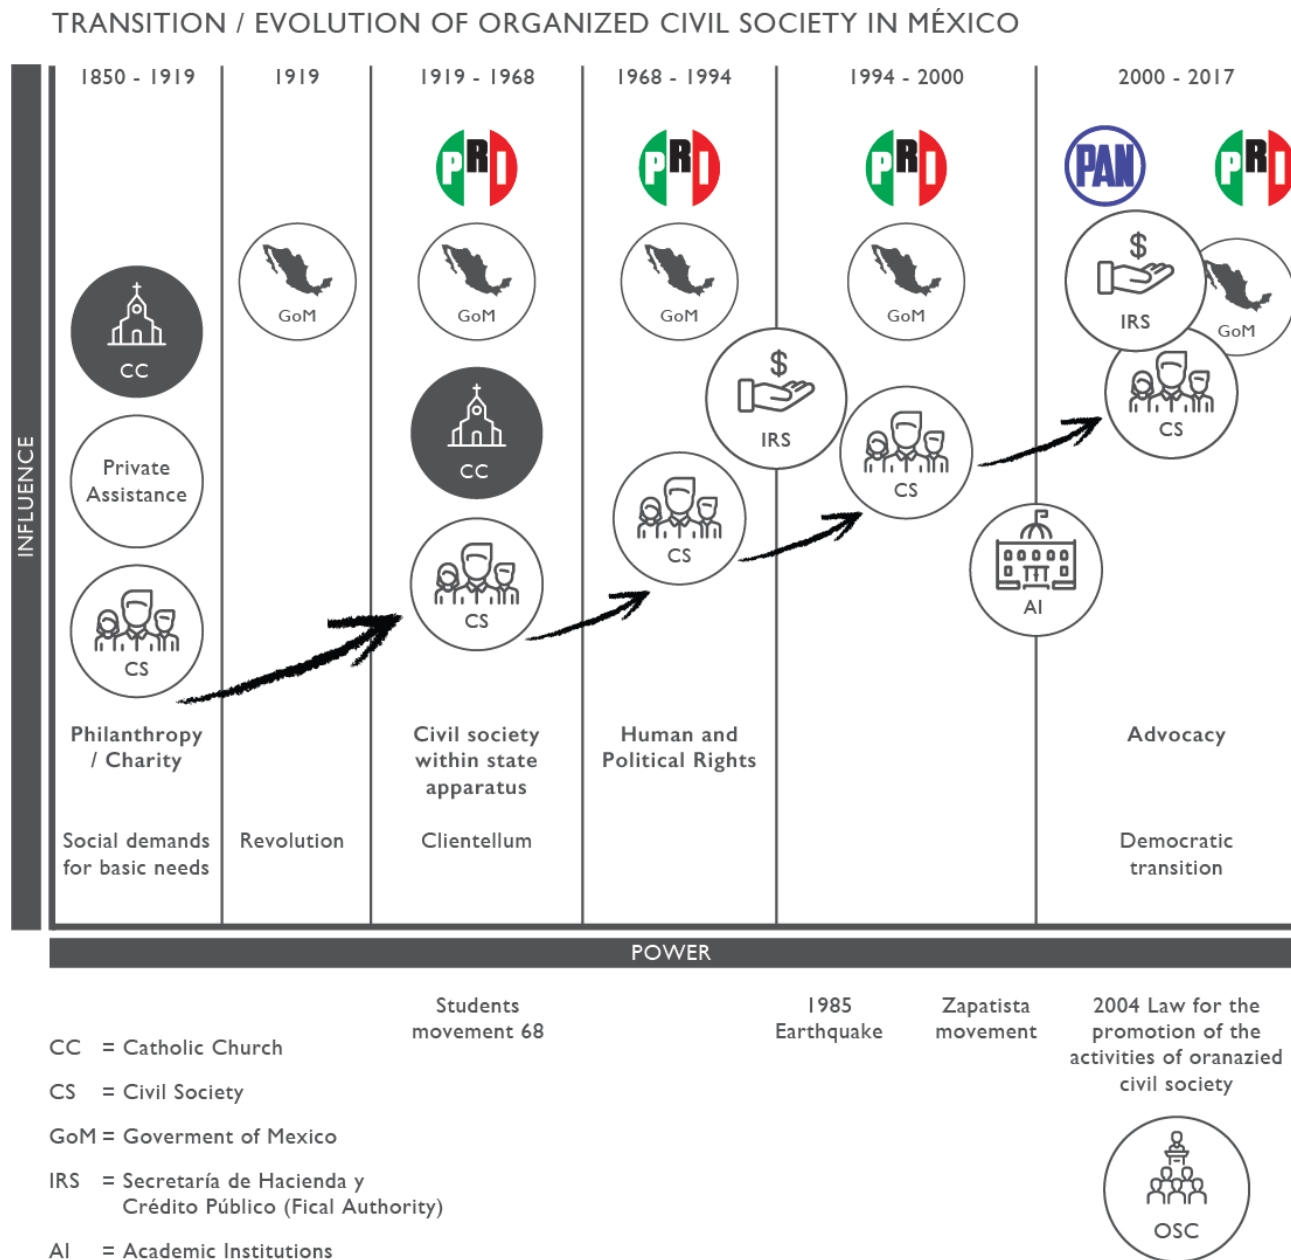 TRANSITION / EVOLUTION OF ORGANIZED CIVIL SOCIETY IN MÉXICO
1850 - 1919
1919
1919 - 1968
1968 - 1994
1994 - 2000
2000 - 2017
PRI
PRI
PRI
PAN
PRI
INFLUENCE
CC
Private
Assistance
CS
GoM
GoM
CC
CS
GoM
CS
IRS
GoM
CS
AI
IRS
GoM
CS
Philanthropy
/ Charity
Civil society
within state
apparatus
Human and
Political Rights
Advocacy
Social demands
for basic needs
Revolution
Clientellum
Democratic
transition
POWER
Students
movement 68
1985
Earthquake
Zapatista
movement
2004 Law for the
promotion of the
activities of oranazied
civil society
OSC
CC = Catholic Church
CS = Civil Society
GoM = Goverment of Mexico
IRS = Secretaría de Hacienda y
Crédito Público (Fical Authority)
AI = Academic Institutions